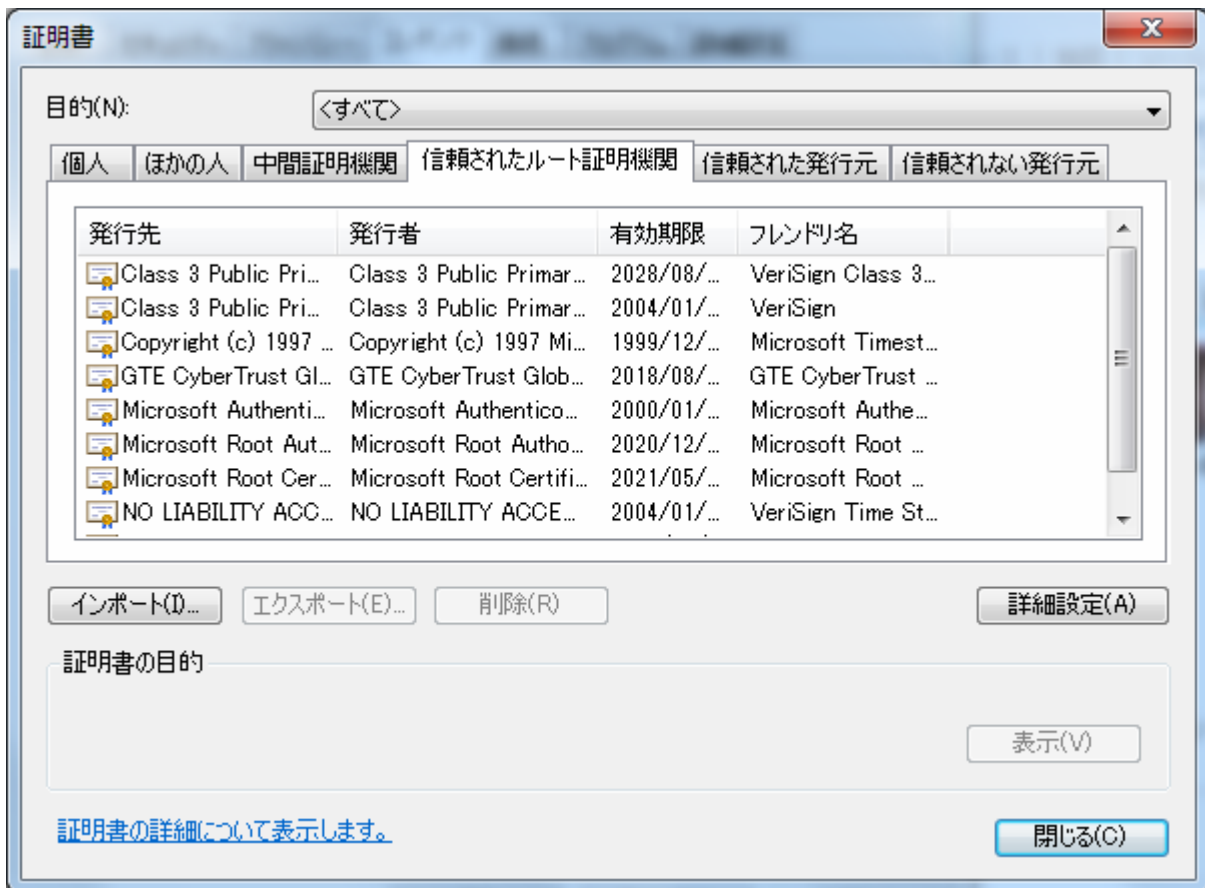 証明書
目的(N): <すべて>
個人 ほかの人 中間証明機関 信頼されたルート証明機関 信頼された発行元 信頼されない発行元
発行先 発行者 有効期限 フレンドリ名
Class 3 Public Pri... Class 3 Public Primar... 2028/08/... VeriSign Class 3...
Class 3 Public Pri... Class 3 Public Primar... 2004/01/... VeriSign
Copyright (c) 1997 ... Copyright (c) 1997 Mi... 1999/12/... Microsoft Timest...
GTE CyberTrust Gl... GTE CyberTrust Glob... 2018/08/... GTE CyberTrust ...
Microsoft Authenti... Microsoft Authentico... 2000/01/... Microsoft Authe...
Microsoft Root Aut... Microsoft Root Autho... 2020/12/... Microsoft Root ...
Microsoft Root Cer... Microsoft Root Certifi... 2021/05/... Microsoft Root ...
NO LIABILITY ACC... NO LIABILITY ACCE... 2004/01/... VeriSign Time St...
インポート(I)... エクスポート(E)... 削除(R) 詳細設定(A)
証明書の目的
表示(V)
証明書の詳細について表示します。
閉じる(C)